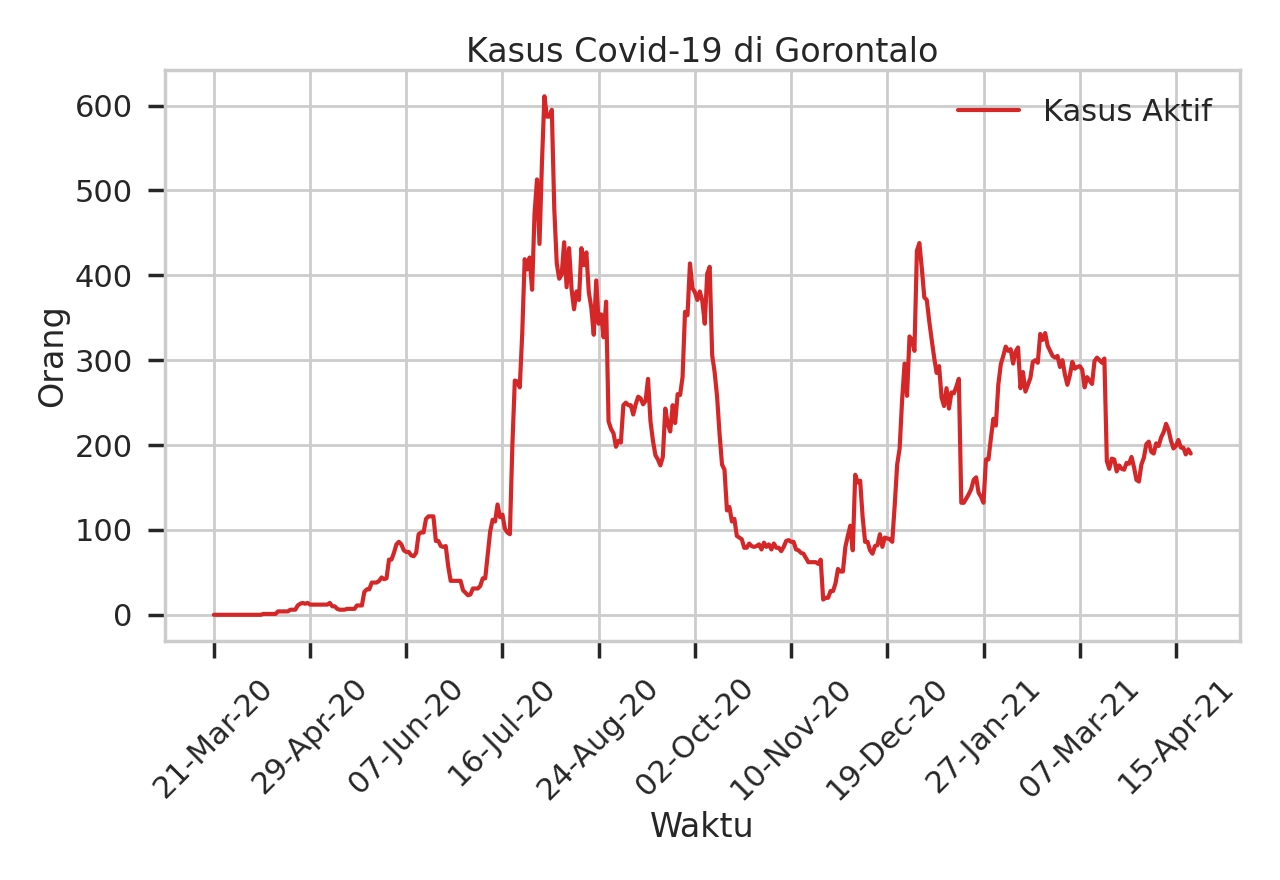 Kasus Covid-19 di Gorontalo
Kasus Aktif
600
500
400
300
200
100
0
Orang
21-Mar-20
29-Apr-20
07-Jun-20
16-Jul-20
24-Aug-20
02-Oct-20
10-Nov-20
19-Dec-20
27-Jan-21
07-Mar-21
15-Apr-21
Waktu